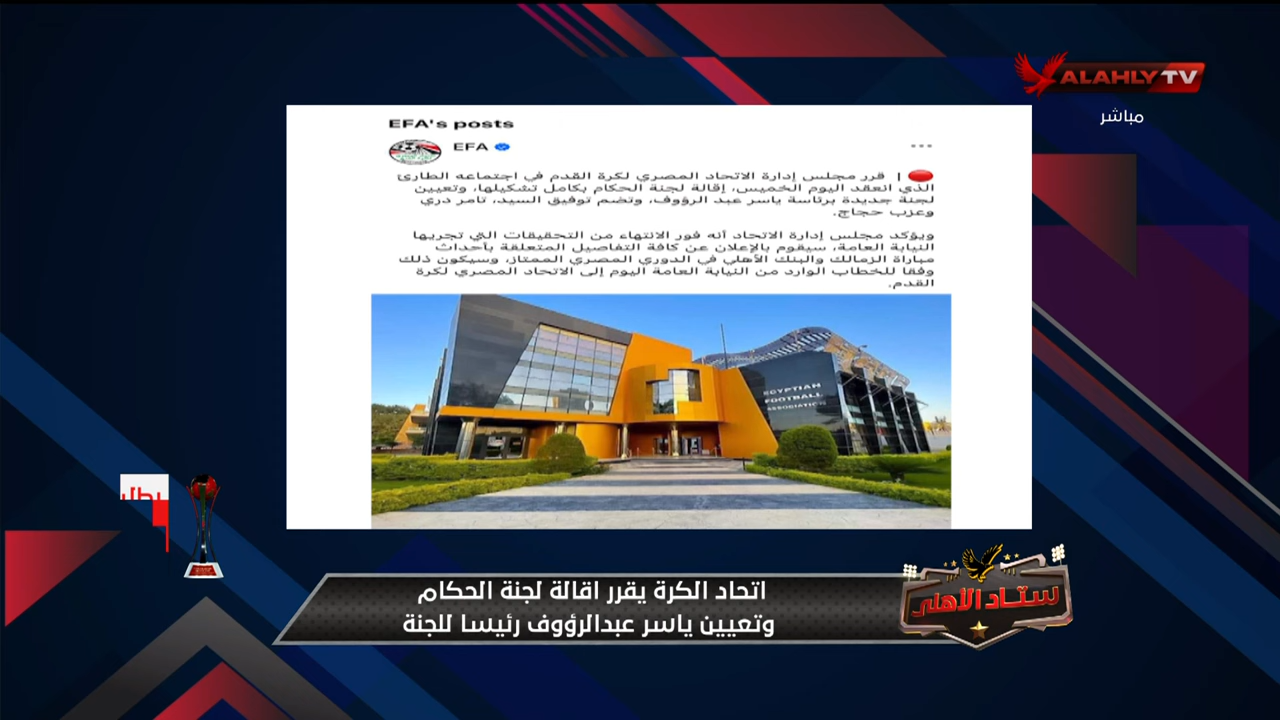 ALAHLY TV
مباشر
EFA's posts
EFA
| قرر مجلس إدارة الاتحاد المصري لكرة القدم في اجتماعه الطارئ
الذي انعقد اليوم الخميس، إقالة لجنة الحكام بكامل تشكيلها، وتعيين
لجنة جديدة برئاسة ياسر عبد الرؤوف، وتضم توفيق السيد، تامر دري
وعزب حجاج.
ويؤكد مجلس إدارة الاتحاد أنه فور الانتهاء من التحقيقات التي تجريها
النيابة العامة، سيقوم بالإعلان عن كافة التفاصيل المتعلقة بأحداث
مباراة الزمالك والبنك الأهلي في الدوري المصري الممتاز، وسيكون ذلك
وفقا للخطاب الوارد من النيابة العامة اليوم إلى الاتحاد المصري لكرة
القدم.
EGYPTIAN
FOOTBALL
ASSOCIATION
ستاد الأهلي
اتحاد الكرة يقرر اقالة لجنة الحكام
وتعيين ياسر عبدالرؤوف رئيسا للجنة